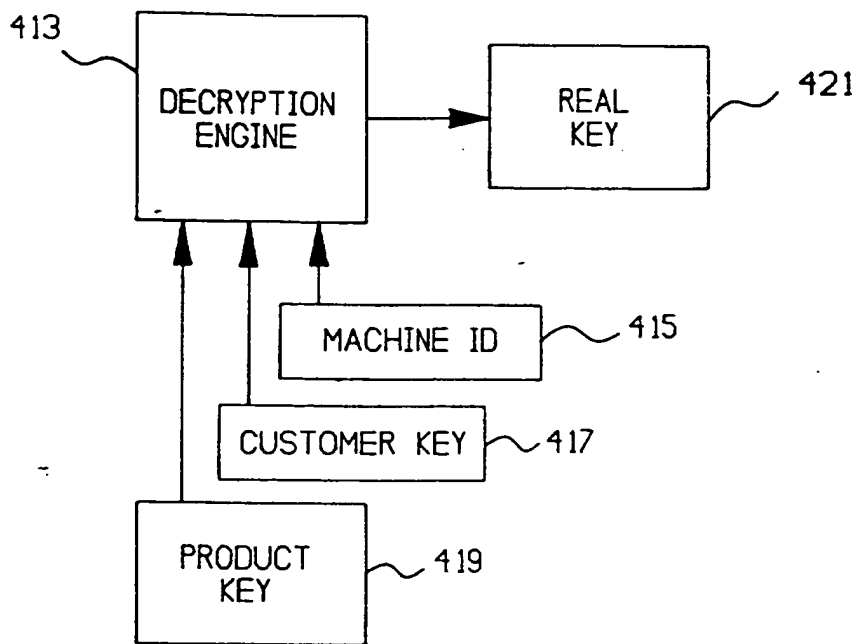 413
DECRYPTION
ENGINE
REAL
KEY
421
MACHINE ID
415
CUSTOMER KEY
417
PRODUCT
KEY
419